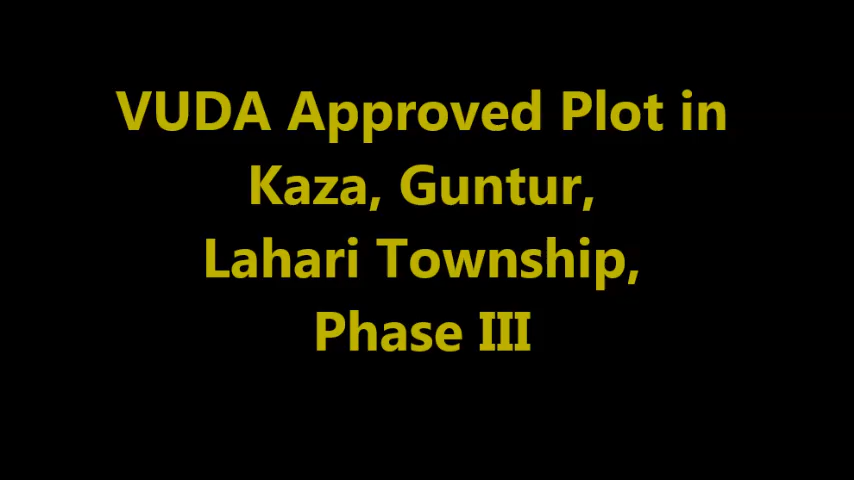 VUDA Approved Plot in
Kaza, Guntur,
Lahari Township,
Phase III